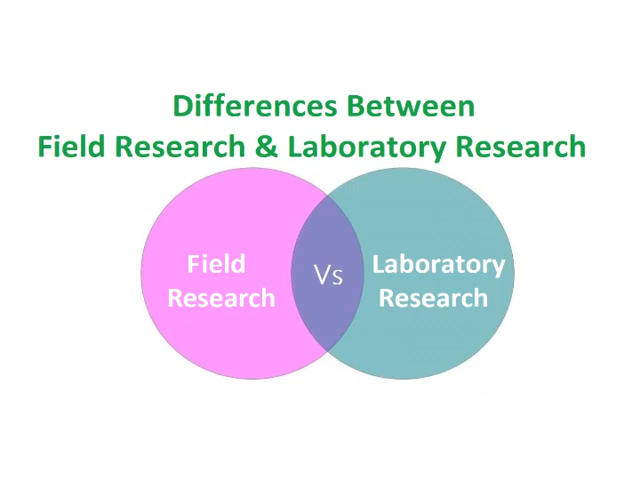 Differences Between
Field Research & Laboratory Research
Field
Research
Vs
Laboratory
Research